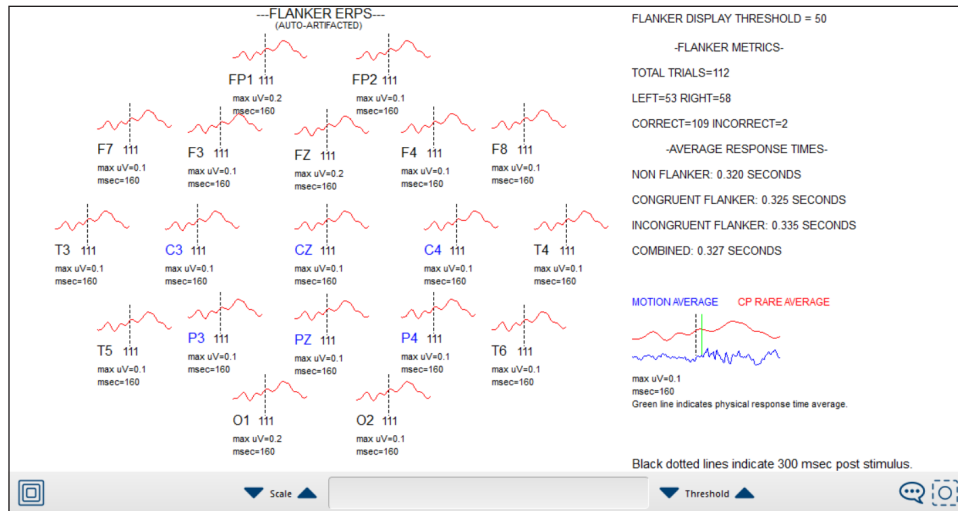 ---FLANKER ERPS---
(AUTO-ARTIFACTED)
FP1 111
max uV=0.2
msec=160
FP2 111
max uV=0.1
msec=160
F7 111
max uV=0.1
msec=160
F3 111
max uV=0.1
msec=160
FZ 111
max uV=0.2
msec=160
F4 111
max uV=0.1
msec=160
F8 111
max uV=0.1
msec=160
T3 111
max uV=0.1
msec=160
C3 111
max uV=0.1
msec=160
CZ 111
max uV=0.1
msec=160
C4 111
max uV=0.1
msec=160
T4 111
max uV=0.1
msec=160
T5 111
max uV=0.1
msec=160
P3 111
max uV=0.1
msec=160
PZ 111
max uV=0.1
msec=160
P4 111
max uV=0.1
msec=160
T6 111
max uV=0.1
msec=160
O1 111
max uV=0.2
msec=160
O2 111
max uV=0.1
msec=160
FLANKER DISPLAY THRESHOLD = 50
-FLANKER METRICS-
TOTAL TRIALS=112
LEFT=53 RIGHT=58
CORRECT=109 INCORRECT=2
-AVERAGE RESPONSE TIMES-
NON FLANKER: 0.320 SECONDS
CONGRUENT FLANKER: 0.325 SECONDS
INCONGRUENT FLANKER: 0.335 SECONDS
COMBINED: 0.327 SECONDS
MOTION AVERAGE CP RARE AVERAGE
max uV=0.1
msec=160
Green line indicates physical response time average.
Black dotted lines indicate 300 msec post stimulus.
Scale
Threshold